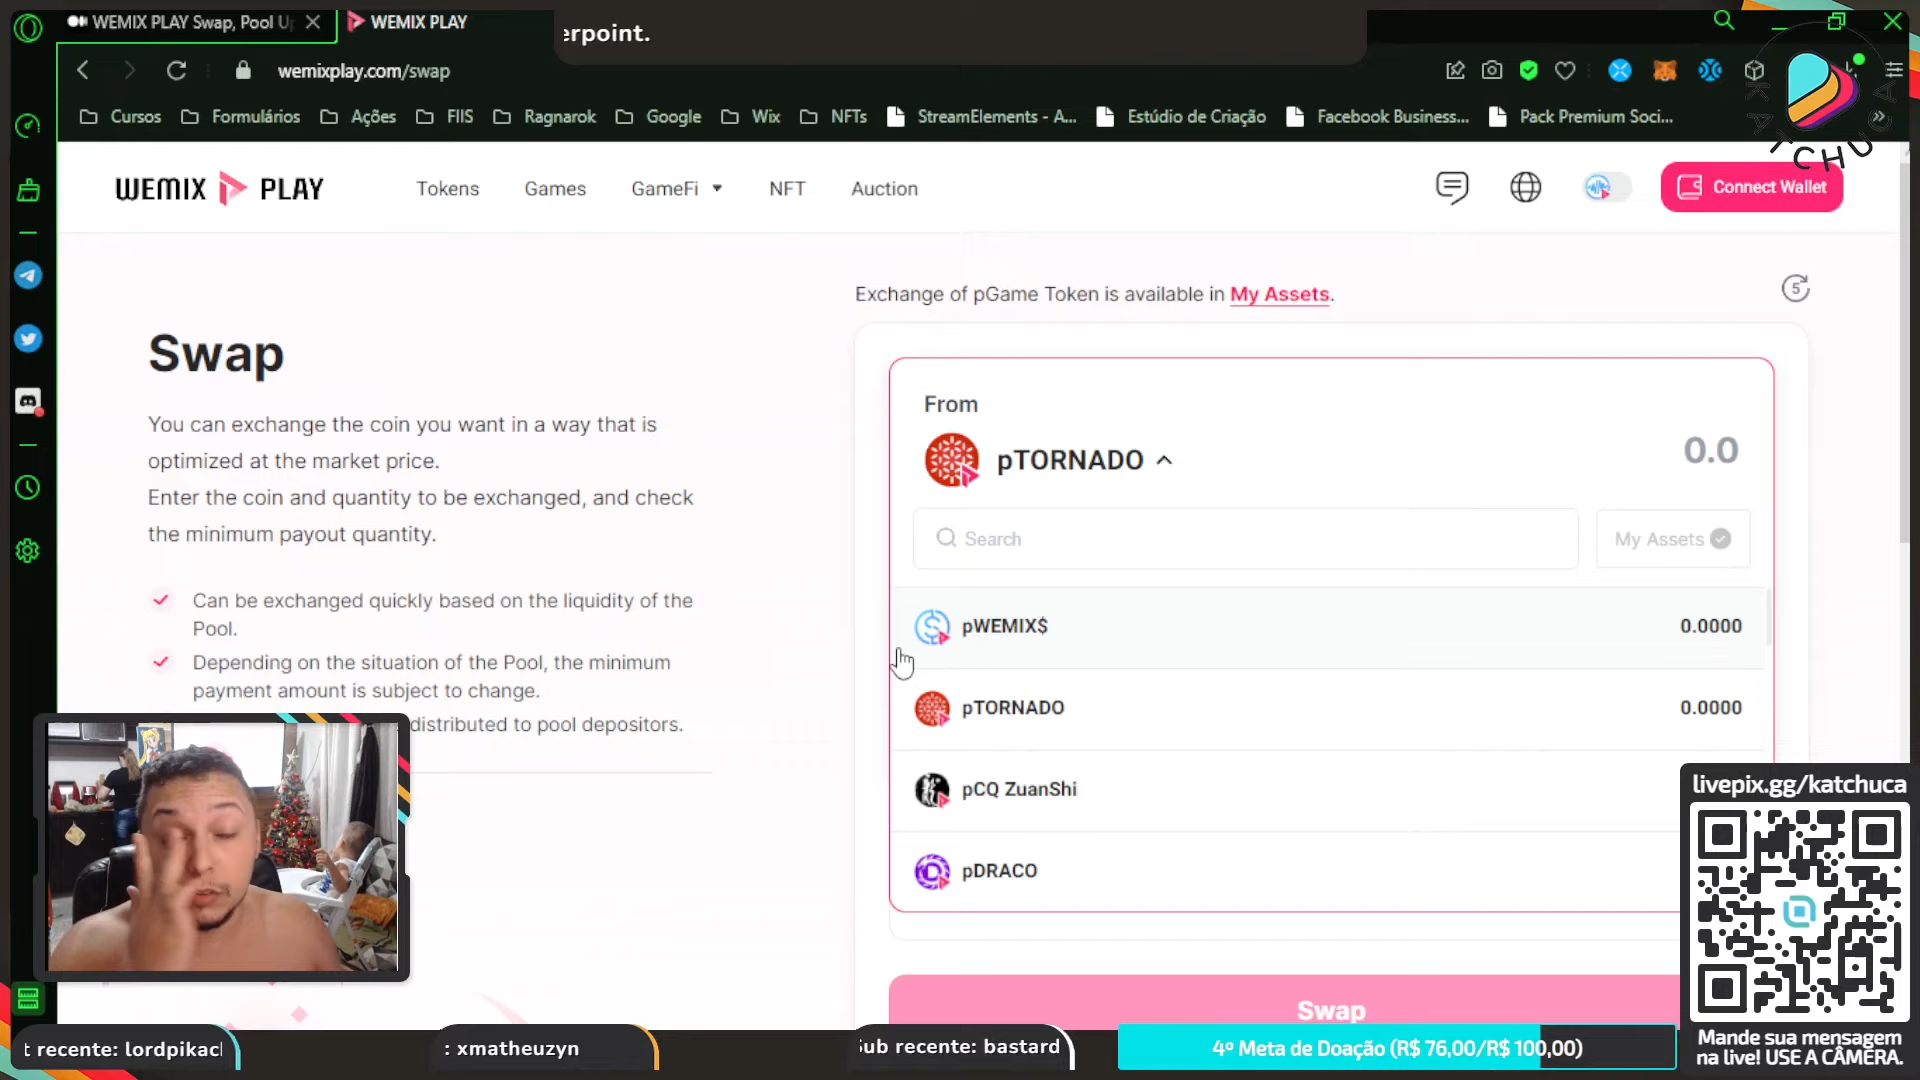 WEMIX PLAY Swap, Pool U
WEMIX PLAY
erpoint.
wemixplay.com/swap
Cursos
Formulários
Ações
FIIS
Ragnarok
Google
Wix
NFTs
StreamElements - A...
Estúdio de Criação
Facebook Business...
Pack Premium Soci...
KATCHUCA
WEMIX PLAY
Tokens
Games
GameFi
NFT
Auction
Connect Wallet
Swap
You can exchange the coin you want in a way that is
optimized at the market price.
Enter the coin and quantity to be exchanged, and check
the minimum payout quantity.
Can be exchanged quickly based on the liquidity of the
Pool.
Depending on the situation of the Pool, the minimum
payment amount is subject to change.
distributed to pool depositors.
Exchange of pGame Token is available in My Assets.
5
From
pTORNADO
0.0
Search
My Assets
pWEMIX$
0.0000
pTORNADO
0.0000
pCQ ZuanShi
pDRACO
Swap
livepix.gg/katchuca
Mande sua mensagem
na live! USE A CÂMERA.
t recente: lordpikac
: xmatheuzyn
Sub recente: bastard
4º Meta de Doação (R$ 76,00/R$ 100,00)